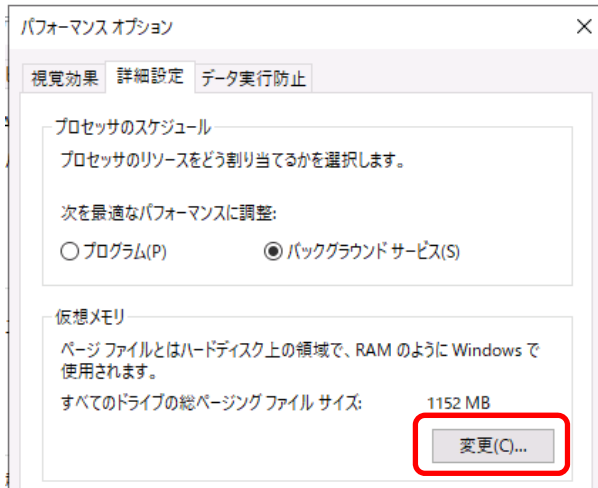 パフォーマンス オプション
視覚効果 詳細設定 データ実行防止
プロセッサのスケジュール
プロセッサのリソースをどう割り当てるかを選択します。
次を最適なパフォーマンスに調整:
プログラム(P) バックグラウンド サービス(S)
仮想メモリ
ページ ファイルとはハードディスク上の領域で、RAM のように Windows で
使用されます。
すべてのドライブの総ページング ファイル サイズ: 1152 MB
変更(C)...